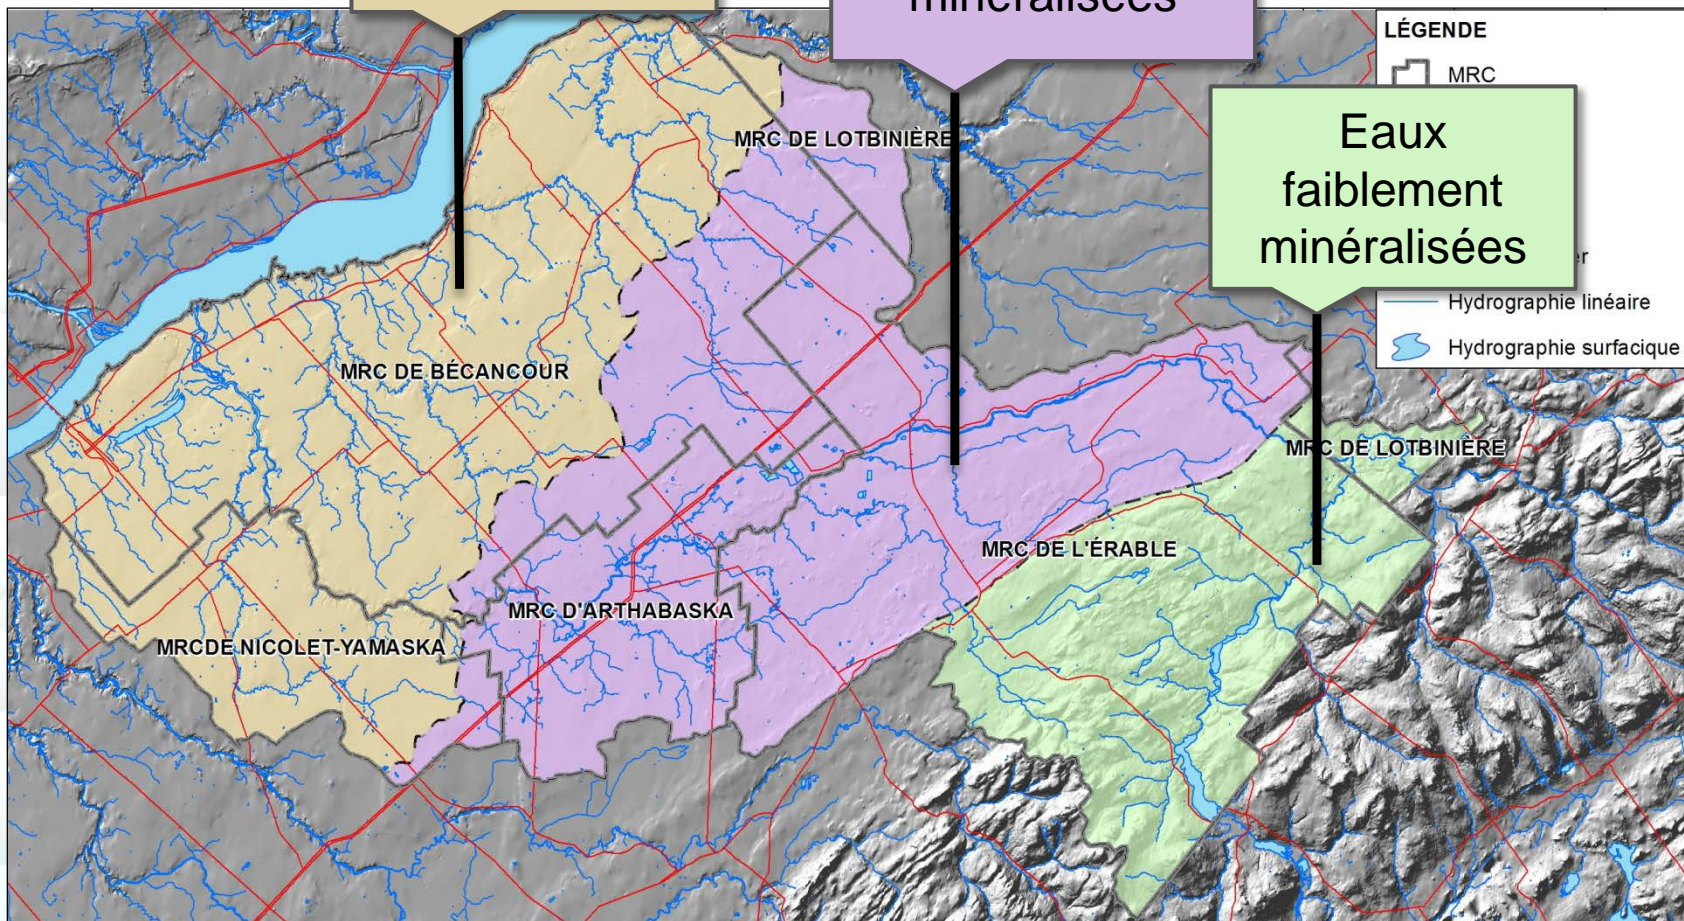 minéralisées
LÉGENDE
MRC
Eaux
faiblement
minéralisées
er
Hydrographie linéaire
Hydrographie surfacique
MRC DE LOTBINIÈRE
MRC DE BÉCANCOUR
MRC DE LOTBINIÈRE
MRC DE L'ÉRABLE
MRC D'ARTHABASKA
MRCDE NICOLET-YAMASKA